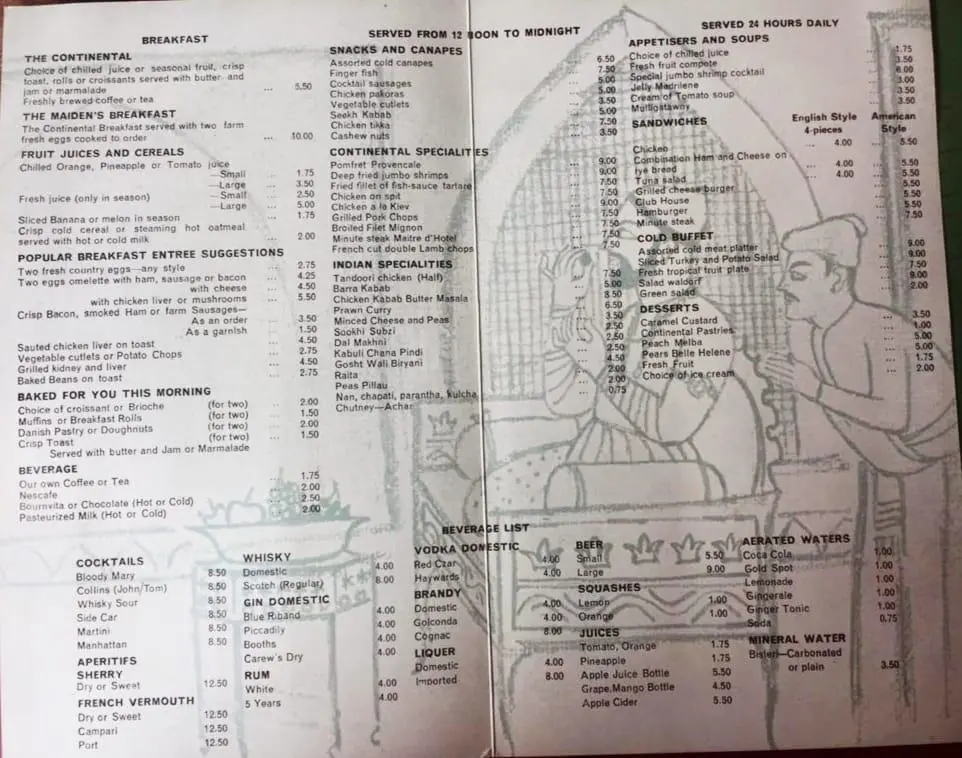 BREAKFAST
THE CONTINENTAL
Choice of chilled juice or seasonal fruit, crisp
toast, rolls or croissants served with butter and
jam or marmalade ... 5.50
Freshly brewed coffee or tea
THE MAIDEN'S BREAKFAST
The Continental Breakfast served with two farm
fresh eggs cooked to order ... 10.00
FRUIT JUICES AND CEREALS
Chilled Orange, Pineapple or Tomato juice
—Small 1.75
—Large 3.50
Fresh juice (only in season) —Small 2.50
—Large 5.00
Sliced Banana or melon in season 1.75
Crisp cold cereal or steaming hot oatmeal
served with hot or cold milk 2.00
POPULAR BREAKFAST ENTREE SUGGESTIONS
Two fresh country eggs—any style 2.75
Two eggs omelette with ham, sausage or bacon 4.25
with cheese 4.50
with chicken liver or mushrooms 5.50
Crisp Bacon, smoked Ham or farm Sausages—
As an order 3.50
As a garnish 1.50
Sauted chicken liver on toast 4.50
Vegetable cutlets or Potato Chops 2.75
Grilled kidney and liver 4.50
Baked Beans on toast 2.75
BAKED FOR YOU THIS MORNING
Choice of croissant or Brioche (for two) 2.00
Muffins or Breakfast Rolls (for two) 1.50
Danish Pastry or Doughnuts (for two) 2.00
Crisp Toast (for two) 1.50
Served with butter and Jam or Marmalade
BEVERAGE
Our own Coffee or Tea 1.75
Nescafe 2.00
Bournvita or Chocolate (Hot or Cold) 2.50
Pasteurized Milk (Hot or Cold) 2.00
SERVED FROM 12 NOON TO MIDNIGHT
SNACKS AND CANAPES
Assorted cold canapes ... 6.50
Finger fish ... 7.50
Cocktail sausages ... 5.00
Chicken pakoras ... 5.00
Vegetable cutlets ... 3.50
Seekh Kabab ... 5.00
Chicken tikka ... 7.50
Cashew nuts ... 3.50
CONTINENTAL SPECIALITIES
Pomfret Provencale ... 9.00
Deep fried jumbo shrimps ... 9.00
Fried fillet of fish-sauce tartare ... 7.50
Chicken on spit ... 7.50
Chicken a la Kiev ... 9.00
Grilled Pork Chops ... 7.50
Broiled Filet Mignon ... 7.50
Minute steak Maitre d'Hotel ... 7.50
French cut double Lamb chops ... 7.50
INDIAN SPECIALITIES
Tandoori chicken (Half) ... 7.50
Barra Kabab ... 5.00
Chicken Kabab Butter Masala ... 8.50
Prawn Curry ... 6.50
Minced Cheese and Peas ... 3.50
Sookhi Subzi ... 2.50
Dal Makhni ... 2.50
Kabuli Chana Pindi ... 2.50
Gosht Wali Biryani ... 4.50
Raita ... 2.00
Peas Pillau ... 2.00
Nan, chapati, parantha, kulcha ... 0.75
Chutney—Achar
SERVED 24 HOURS DAILY
APPETISERS AND SOUPS
Choice of chilled juice ... 1.75
Fresh fruit compote ... 3.50
Special jumbo shrimp cocktail ... 6.00
Jelly Madrilene ... 3.00
Cream of Tomato soup ... 3.50
Mulligatawny ... 3.50
SANDWICHES
English Style American
4-pieces Style
Chicken ... 4.00 ... 5.50
Combination Ham and Cheese on
rye bread ... 4.00 ... 5.50
Tuna salad ... 4.00 ... 5.50
Grilled cheese burger ... 5.50
Club House ... 5.50
Hamburger ... 5.50
Minute steak ... 7.50
COLD BUFFET
Assorted cold meat platter ... 9.00
Sliced Turkey and Potato Salad ... 9.00
Fresh tropical fruit plate ... 7.50
Salad waldorf ... 9.00
Green salad ... 2.00
DESSERTS
Caramel Custard ... 3.50
Continental Pastries ... 1.00
Peach Melba ... 5.00
Pears Belle Helene ... 5.00
Fresh Fruit ... 1.75
Choice of ice cream ... 2.00
BEVERAGE LIST
COCKTAILS
Bloody Mary 8.50
Collins (John/Tom) 8.50
Whisky Sour 8.50
Side Car 8.50
Martini 8.50
Manhattan 8.50
APERITIFS
SHERRY
Dry or Sweet 12.50
FRENCH VERMOUTH
Dry or Sweet 12.50
Campari 12.50
Port 12.50
WHISKY
Domestic 4.00
Scotch (Regular) 8.00
GIN DOMESTIC
Blue Riband 4.00
Piccadily 4.00
Booths 4.00
Carew's Dry 4.00
RUM
White 4.00
5 Years 4.00
VODKA DOMESTIC
Red Czar 4.00
Haywards 4.00
BRANDY
Domestic 4.00
Golconda 4.00
Cognac 8.00
LIQUER
Domestic 4.00
Imported 8.00
BEER
Small 5.50
Large 9.00
SQUASHES
Lemon 1.00
Orange 1.00
JUICES
Tomato, Orange 1.75
Pineapple 1.75
Apple Juice Bottle 5.50
Grape,Mango Bottle 4.50
Apple Cider 5.50
AERATED WATERS
Coca Cola 1.00
Gold Spot 1.00
Lemonade 1.00
Gingerale 1.00
Ginger Tonic 1.00
Soda 0.75
MINERAL WATER
Bisleri—Carbonated
or plain 3.50